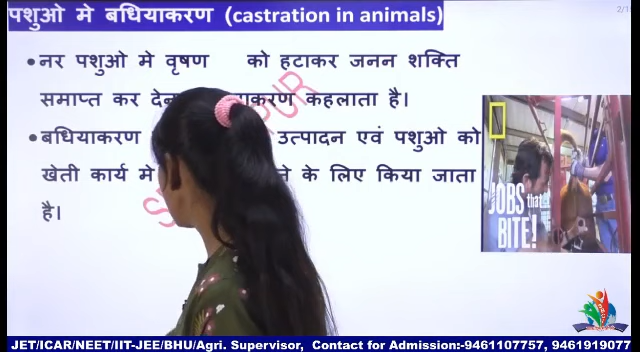 पशुओ मे बधियाकरण (castration in animals)
2/1
•नर पशुओ मे वृषण को हटाकर जनन शक्ति
समाप्त कर कहलाता है।
•बधियाकरण उत्पादन एवं पशुओ को
खेती कार्य मे के लिए किया जाता
है।
JOBS that
BITE!
JET/ICAR/NEET/IIT-JEE/BHU/Agri. Supervisor, Contact for Admission:-9461107757, 9461919077